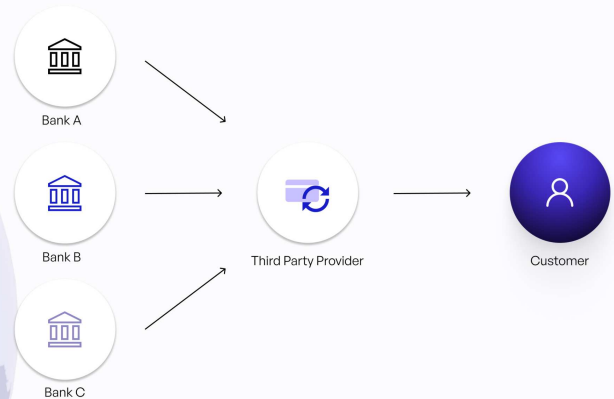 Bank A
Bank B
Third Party Provider
Customer
Bank C